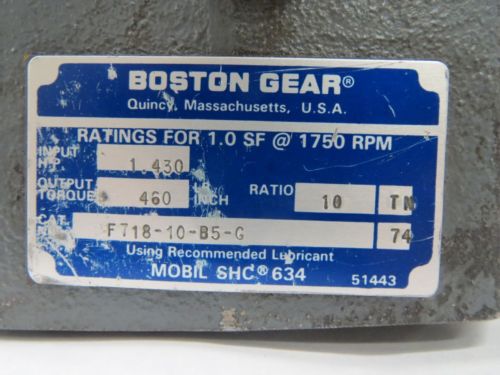 BOSTON GEAR®
Quincy, Massachusetts, U.S.A.
RATINGS FOR 1.0 SF @ 1750 RPM
INPUT H.P. 1.430
OUTPUT TORQUE 460 LB INCH RATIO 10 TN
CAT. F718-10-B5-G 74
Using Recommended Lubricant
MOBIL SHC® 634
51443